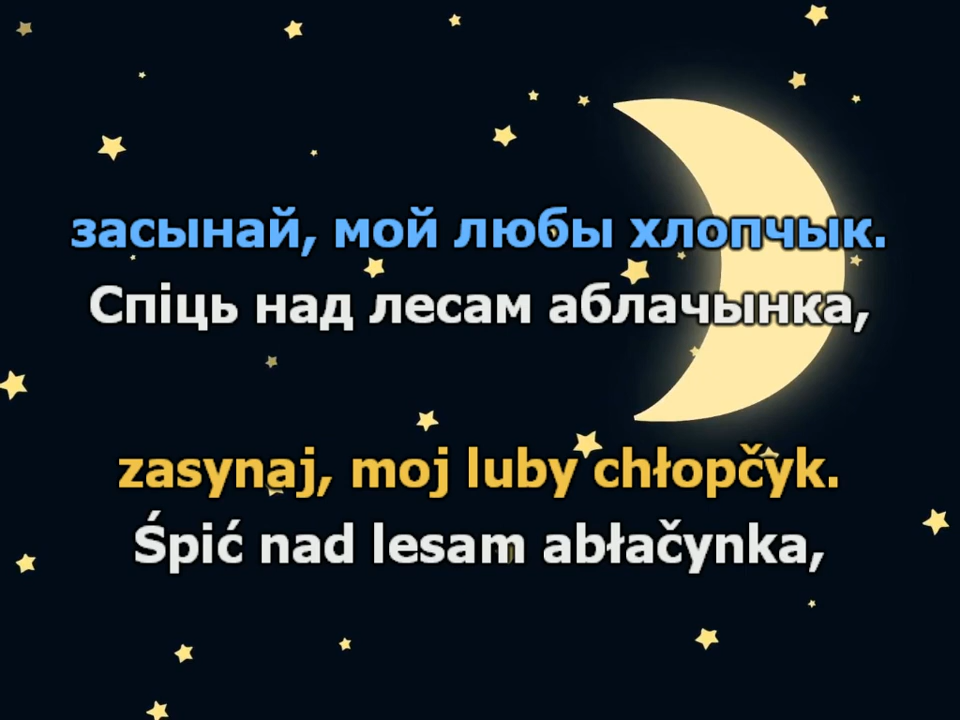 засынай, мой любы хлопчык.
Спіць над лесам аблачынка,
zasynaj, moj luby chłopčyk.
Śpić nad lesam abłačynka,